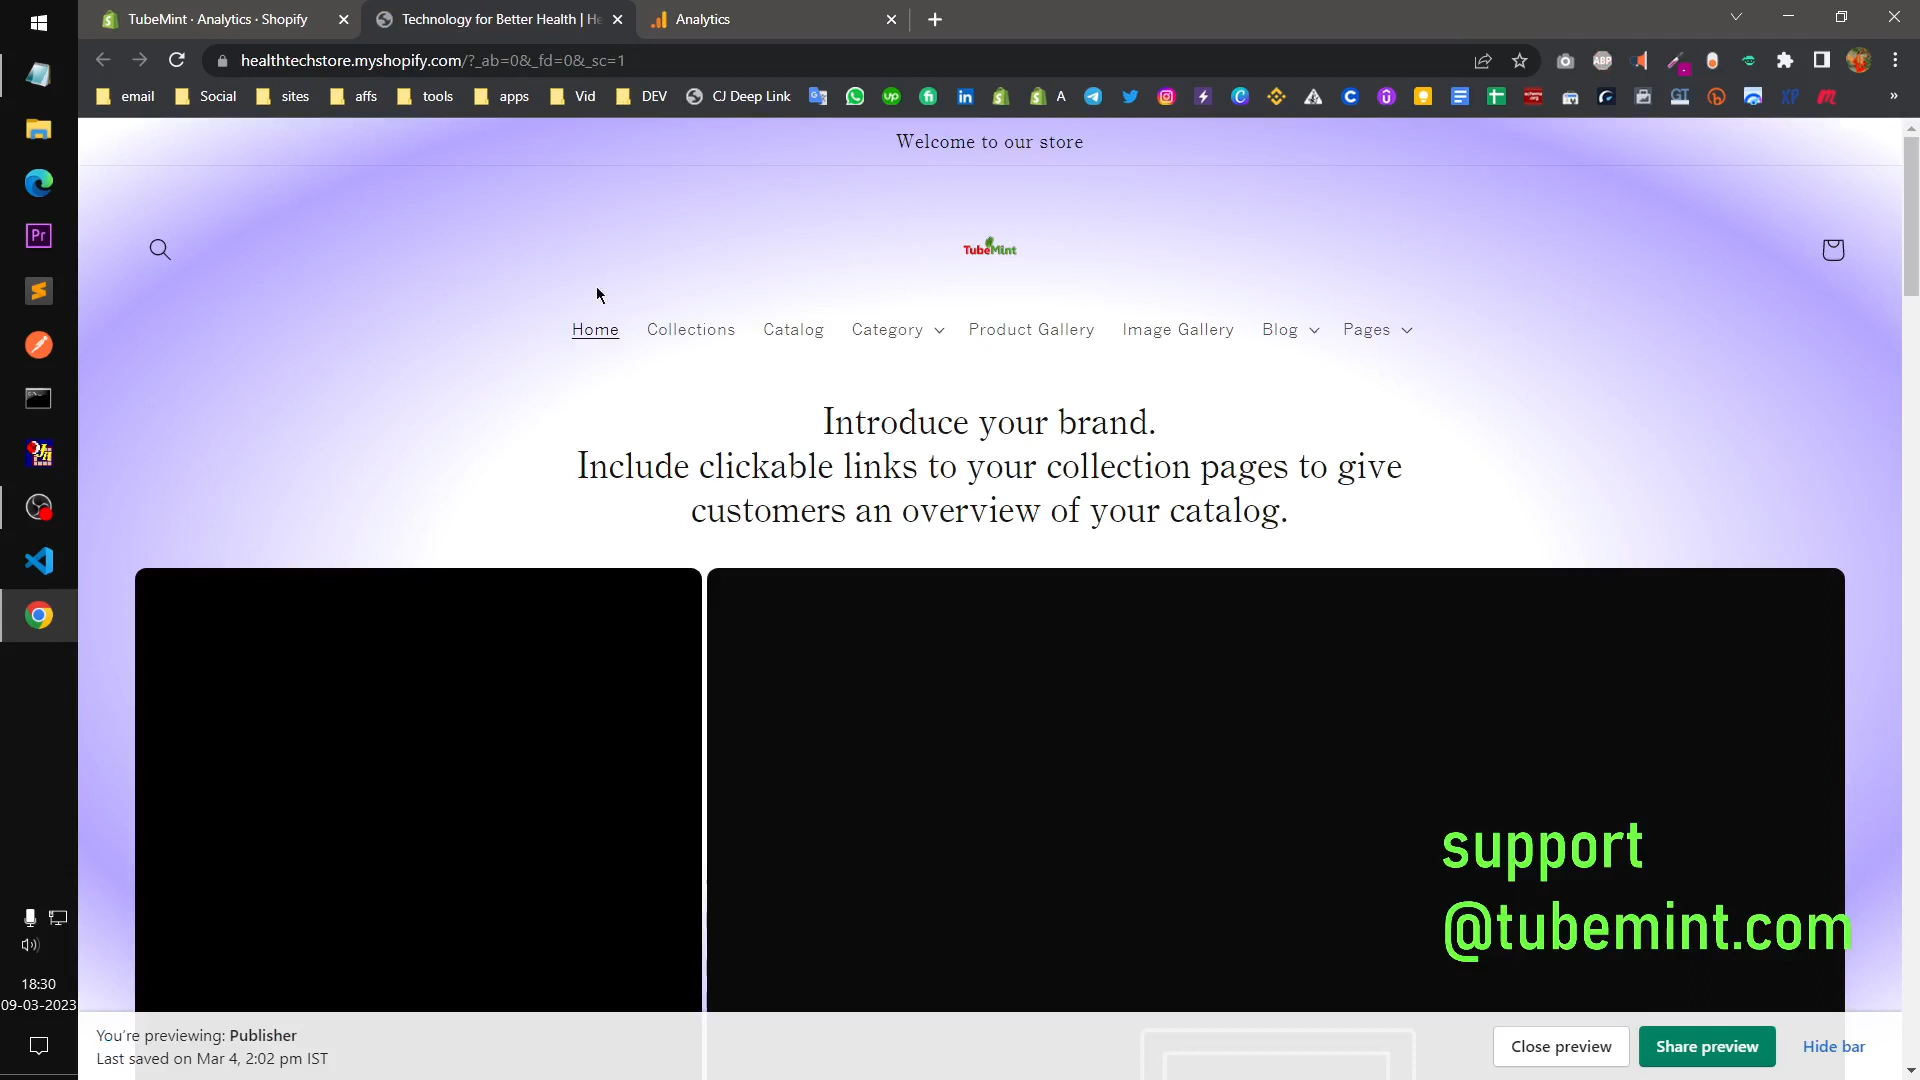 TubeMint · Analytics · Shopify
Technology for Better Health | He
Analytics
healthtechstore.myshopify.com/?_ab=0&_fd=0&_sc=1
email Social sites affs tools apps Vid DEV CJ Deep Link A
Welcome to our store
TubeMint
Home Collections Catalog Category Product Gallery Image Gallery Blog Pages
Introduce your brand.
Include clickable links to your collection pages to give
customers an overview of your catalog.
support
@tubemint.com
18:30
09-03-2023
You're previewing: Publisher
Last saved on Mar 4, 2:02 pm IST
Close preview
Share preview
Hide bar